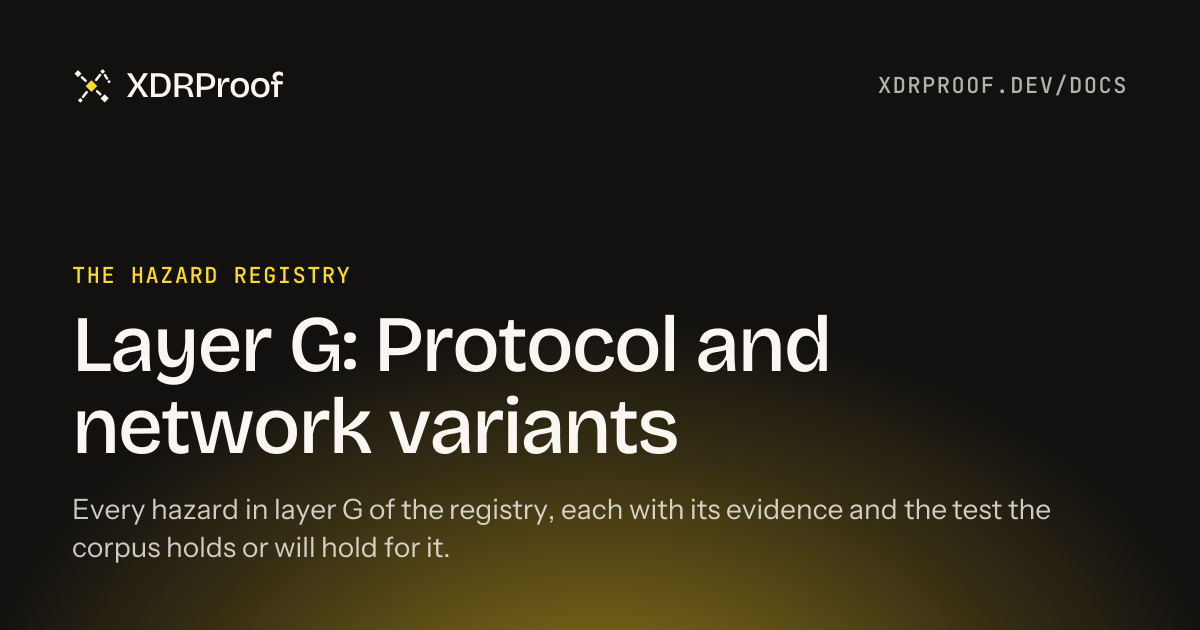 XDRProof
XDRPROOF.DEV/DOCS
THE HAZARD REGISTRY
Layer G: Protocol and
network variants
Every hazard in layer G of the registry, each with its evidence and the test the
corpus holds or will hold for it.